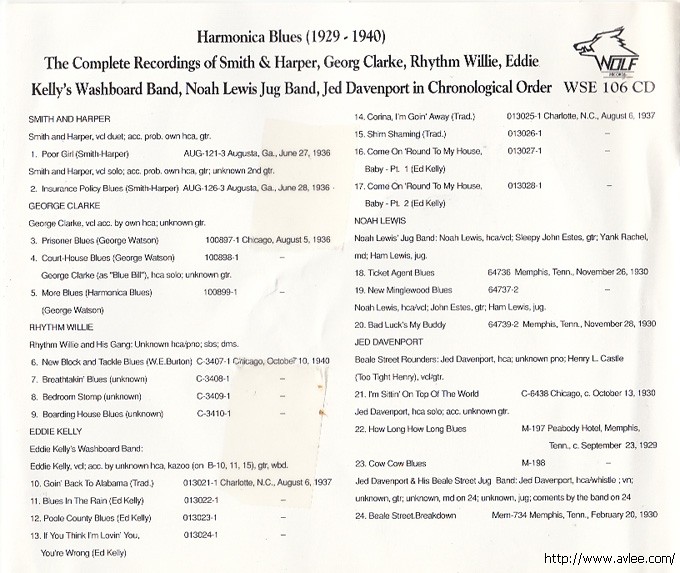 Harmonica Blues (1929 - 1940)
The Complete Recordings of Smith & Harper, Georg Clarke, Rhythm Willie, Eddie
Kelly's Washboard Band, Noah Lewis Jug Band, Jed Davenport in Chronological Order
WOLF
RECORDS
WSE 106 CD
SMITH AND HARPER
Smith and Harper, vcl duet; acc. prob. own hca, gtr.
1. Poor Girl (Smith-Harper) AUG-121-3 Augusta, Ga., June 27, 1936
Smith and Harper, vcl solo; acc. prob. own hca, gtr; unknown 2nd gtr.
2. Insurance Policy Blues (Smith-Harper) AUG-126-3 Augusta, Ga., June 28, 1936
GEORGE CLARKE
George Clarke, vcl acc. by own hca; unknown gtr.
3. Prisoner Blues (George Watson) 100897-1 Chicago, August 5, 1936
4. Court-House Blues (George Watson) 100898-1 –
George Clarke (as "Blue Bill"), hca solo; unknown gtr.
5. More Blues (Harmonica Blues) 100899-1 –
(George Watson)
RHYTHM WILLIE
Rhythm Willie and His Gang: Unknown hca/pno; sbs; dms.
6. New Block and Tackle Blues (W.E.Burton) C-3407-1 Chicago, October 10, 1940
7. Breathtakin' Blues (unknown) C-3408-1 –
8. Bedroom Stomp (unknown) C-3409-1 –
9. Boarding House Blues (unknown) C-3410-1 –
EDDIE KELLY
Eddie Kelly's Washboard Band:
Eddie Kelly, vcl; acc. by unknown hca, kazoo (on B-10, 11, 15), gtr, wbd.
10. Goin' Back To Alabama (Trad.) 013021-1 Charlotte, N.C., August 6, 1937
11. Blues In The Rain (Ed Kelly) 013022-1 –
12. Poole County Blues (Ed Kelly) 013023-1 –
13. If You Think I'm Lovin' You, 013024-1 –
You're Wrong (Ed Kelly)
14. Corina, I'm Goin' Away (Trad.) 013025-1 Charlotte, N.C., August 6, 1937
15. Shim Shaming (Trad.) 013026-1 –
16. Come On 'Round To My House, 013027-1 –
Baby - Pt. 1 (Ed Kelly)
17. Come On 'Round To My House, 013028-1 –
Baby - Pt. 2 (Ed Kelly)
NOAH LEWIS
Noah Lewis' Jug Band: Noah Lewis, hca/vcl; Sleepy John Estes, gtr; Yank Rachel,
md; Ham Lewis, jug.
18. Ticket Agent Blues 64736 Memphis, Tenn., November 26, 1930
19. New Minglewood Blues 64737-2 –
Noah Lewis, hca/vcl; John Estes, gtr; Ham Lewis, jug.
20. Bad Luck's My Buddy 64739-2 Memphis, Tenn., November 28, 1930
JED DAVENPORT
Beale Street Rounders: Jed Davenport, hca; unknown pno; Henry L. Castle
(Too Tight Henry), vcl/gtr.
21. I'm Sittin' On Top Of The World C-6438 Chicago, c. October 13, 1930
Jed Davenport, hca solo; acc. unknown gtr.
22. How Long How Long Blues M-197 Peabody Hotel, Memphis,
Tenn., c. September 23, 1929
23. Cow Cow Blues M-198 –
Jed Davenport & His Beale Street Jug Band: Jed Davenport, hca/whistle ; vn;
unknown, gtr; unknown, md on 24; unknown, jug; coments by the band on 24
24. Beale Street.Breakdown Mem-734 Memphis, Tenn., February 20, 1930
http://www.avlee.com/